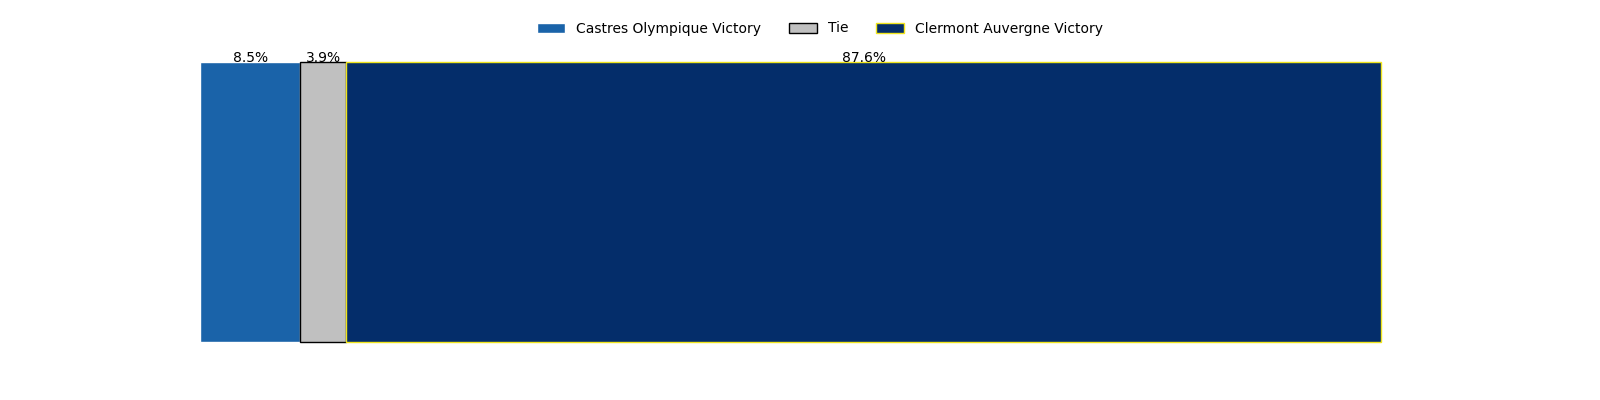 Castres Olympique Victory Tie Clermont Auvergne Victory
8.5% 3.9% 87.6%